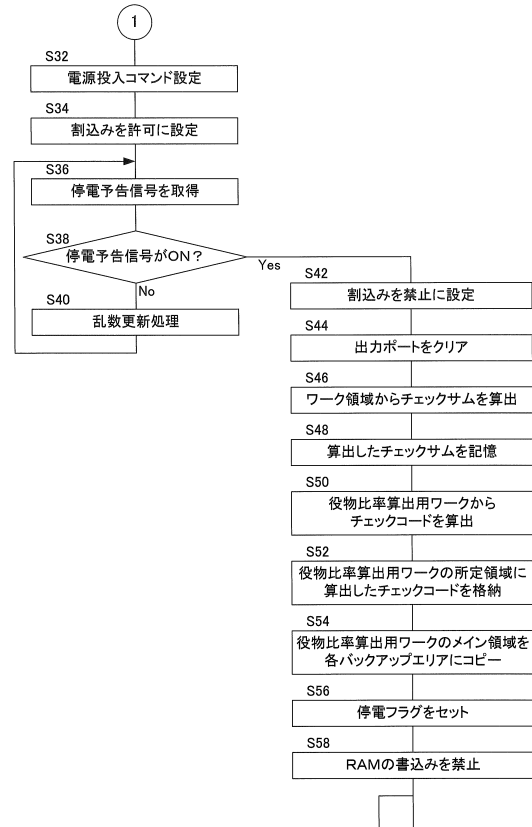 1
S32
電源投入コマンド設定
S34
割込みを許可に設定
S36
停電予告信号を取得
S38
停電予告信号がON？
Yes
No
S40
乱数更新処理
S42
割込みを禁止に設定
S44
出力ポートをクリア
S46
ワーク領域からチェックサムを算出
S48
算出したチェックサムを記憶
S50
役物比率算出用ワークから
チェックコードを算出
S52
役物比率算出用ワークの所定領域に
算出したチェックコードを格納
S54
役物比率算出用ワークのメイン領域を
各バックアップエリアにコピー
S56
停電フラグをセット
S58
RAMの書込みを禁止